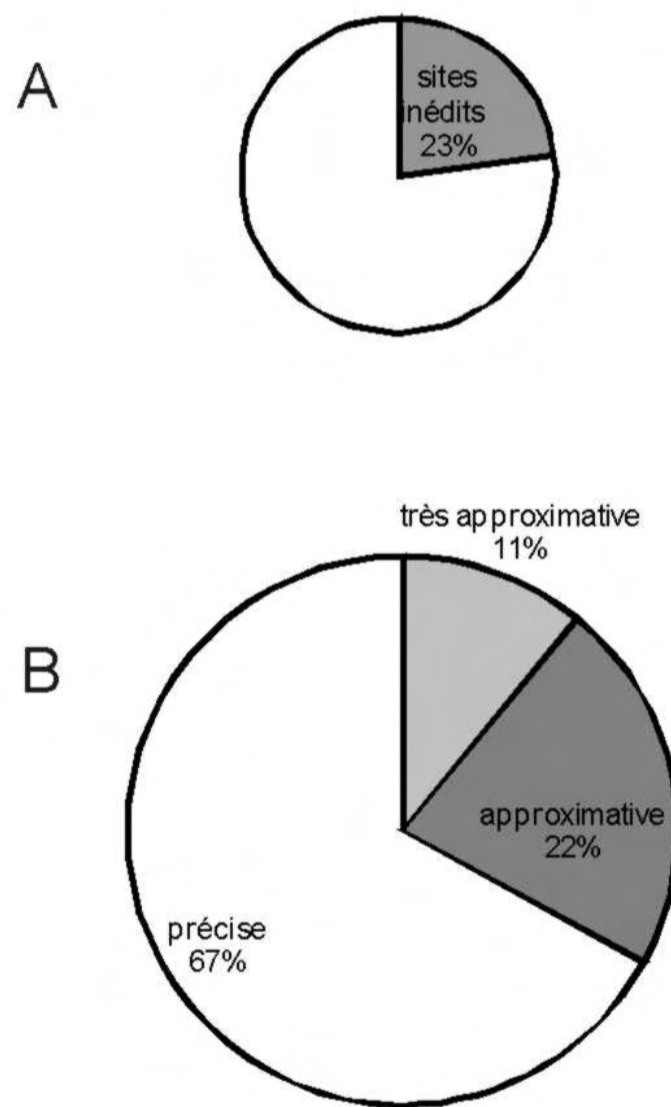 A
sites
inédits
23%
très approximative
11%
B
approximative
22%
précise
67%